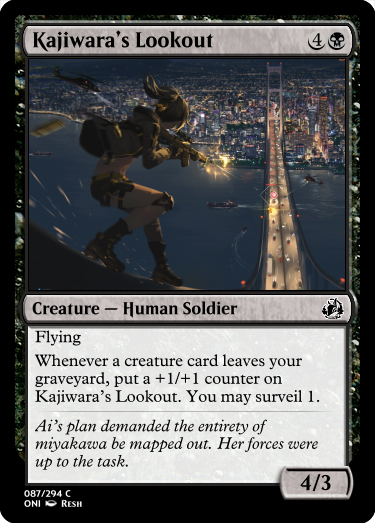 Kajiwara's Lookout 4
Creature — Human Soldier
Flying
Whenever a creature card leaves your
graveyard, put a +1/+1 counter on
Kajiwara's Lookout. You may surveil 1.
Ai's plan demanded the entirety of
miyakawa be mapped out. Her forces were
up to the task.
4/3
087/294 C
ONI Resh